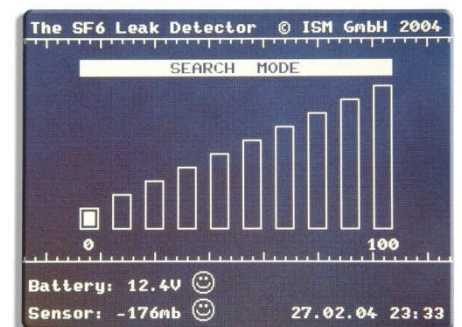 The SF6 Leak Detector © ISM GmbH 2004
SEARCH MODE
0 100
Battery: 12.4V
Sensor: -176mb 27.02.04 23:33